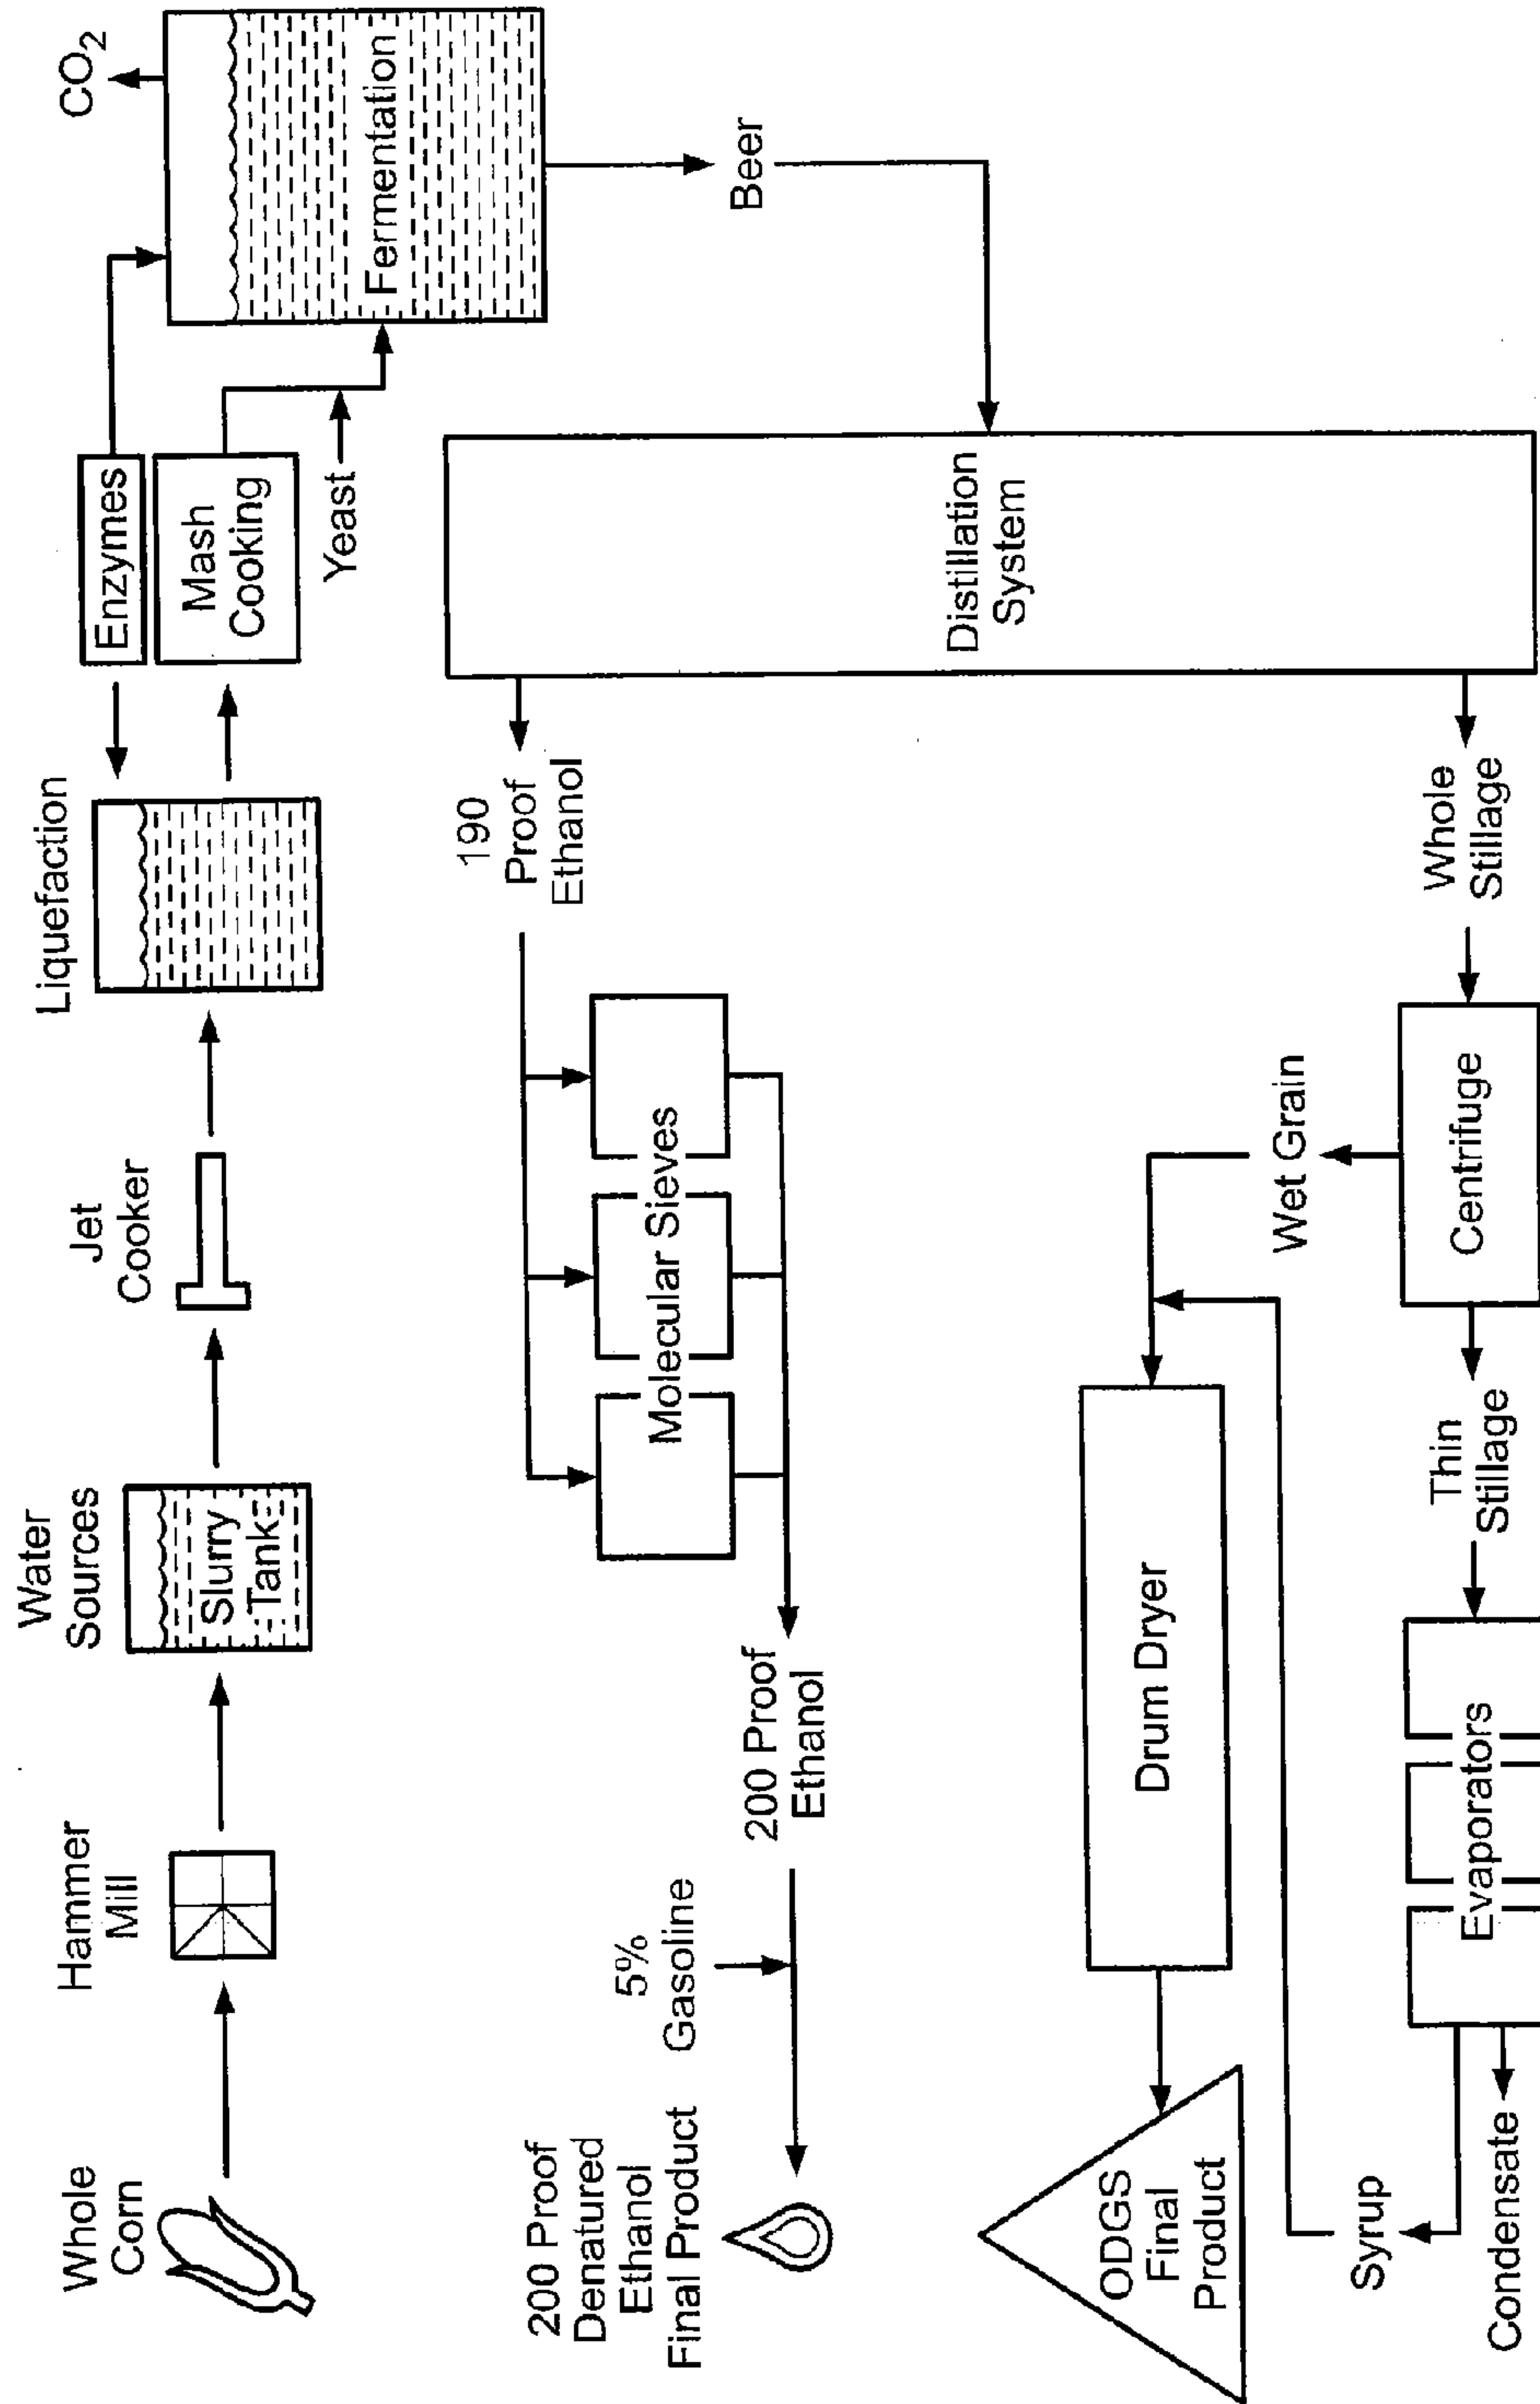 Whole
Corn
Hammer
Mill
Water
Sources
Slurry
Tank
Jet
Cooker
Liquefaction
Enzymes
Mash
Cooking
Yeast
CO2
Fermentation
Beer
200 Proof
Denatured
Ethanol
Final Product
5%
Gasoline
200 Proof
Ethanol
Molecular Sieves
190
Proof
Ethanol
Distillation
System
ODGS
Final
Product
Drum Dryer
Wet Grain
Syrup
Condensate
Evaporators
Thin
Stillage
Centrifuge
Whole
Stillage